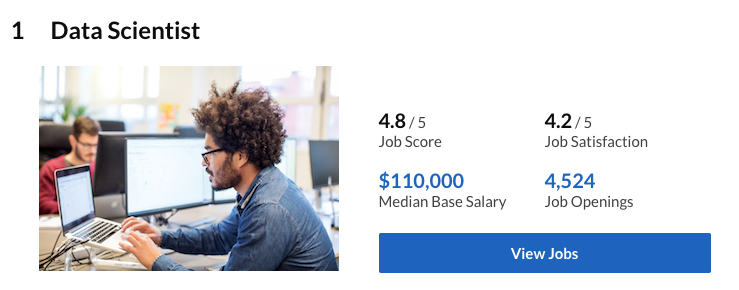 1 Data Scientist
4.8 / 5 4.2 / 5
Job Score Job Satisfaction
$110,000 4,524
Median Base Salary Job Openings
View Jobs